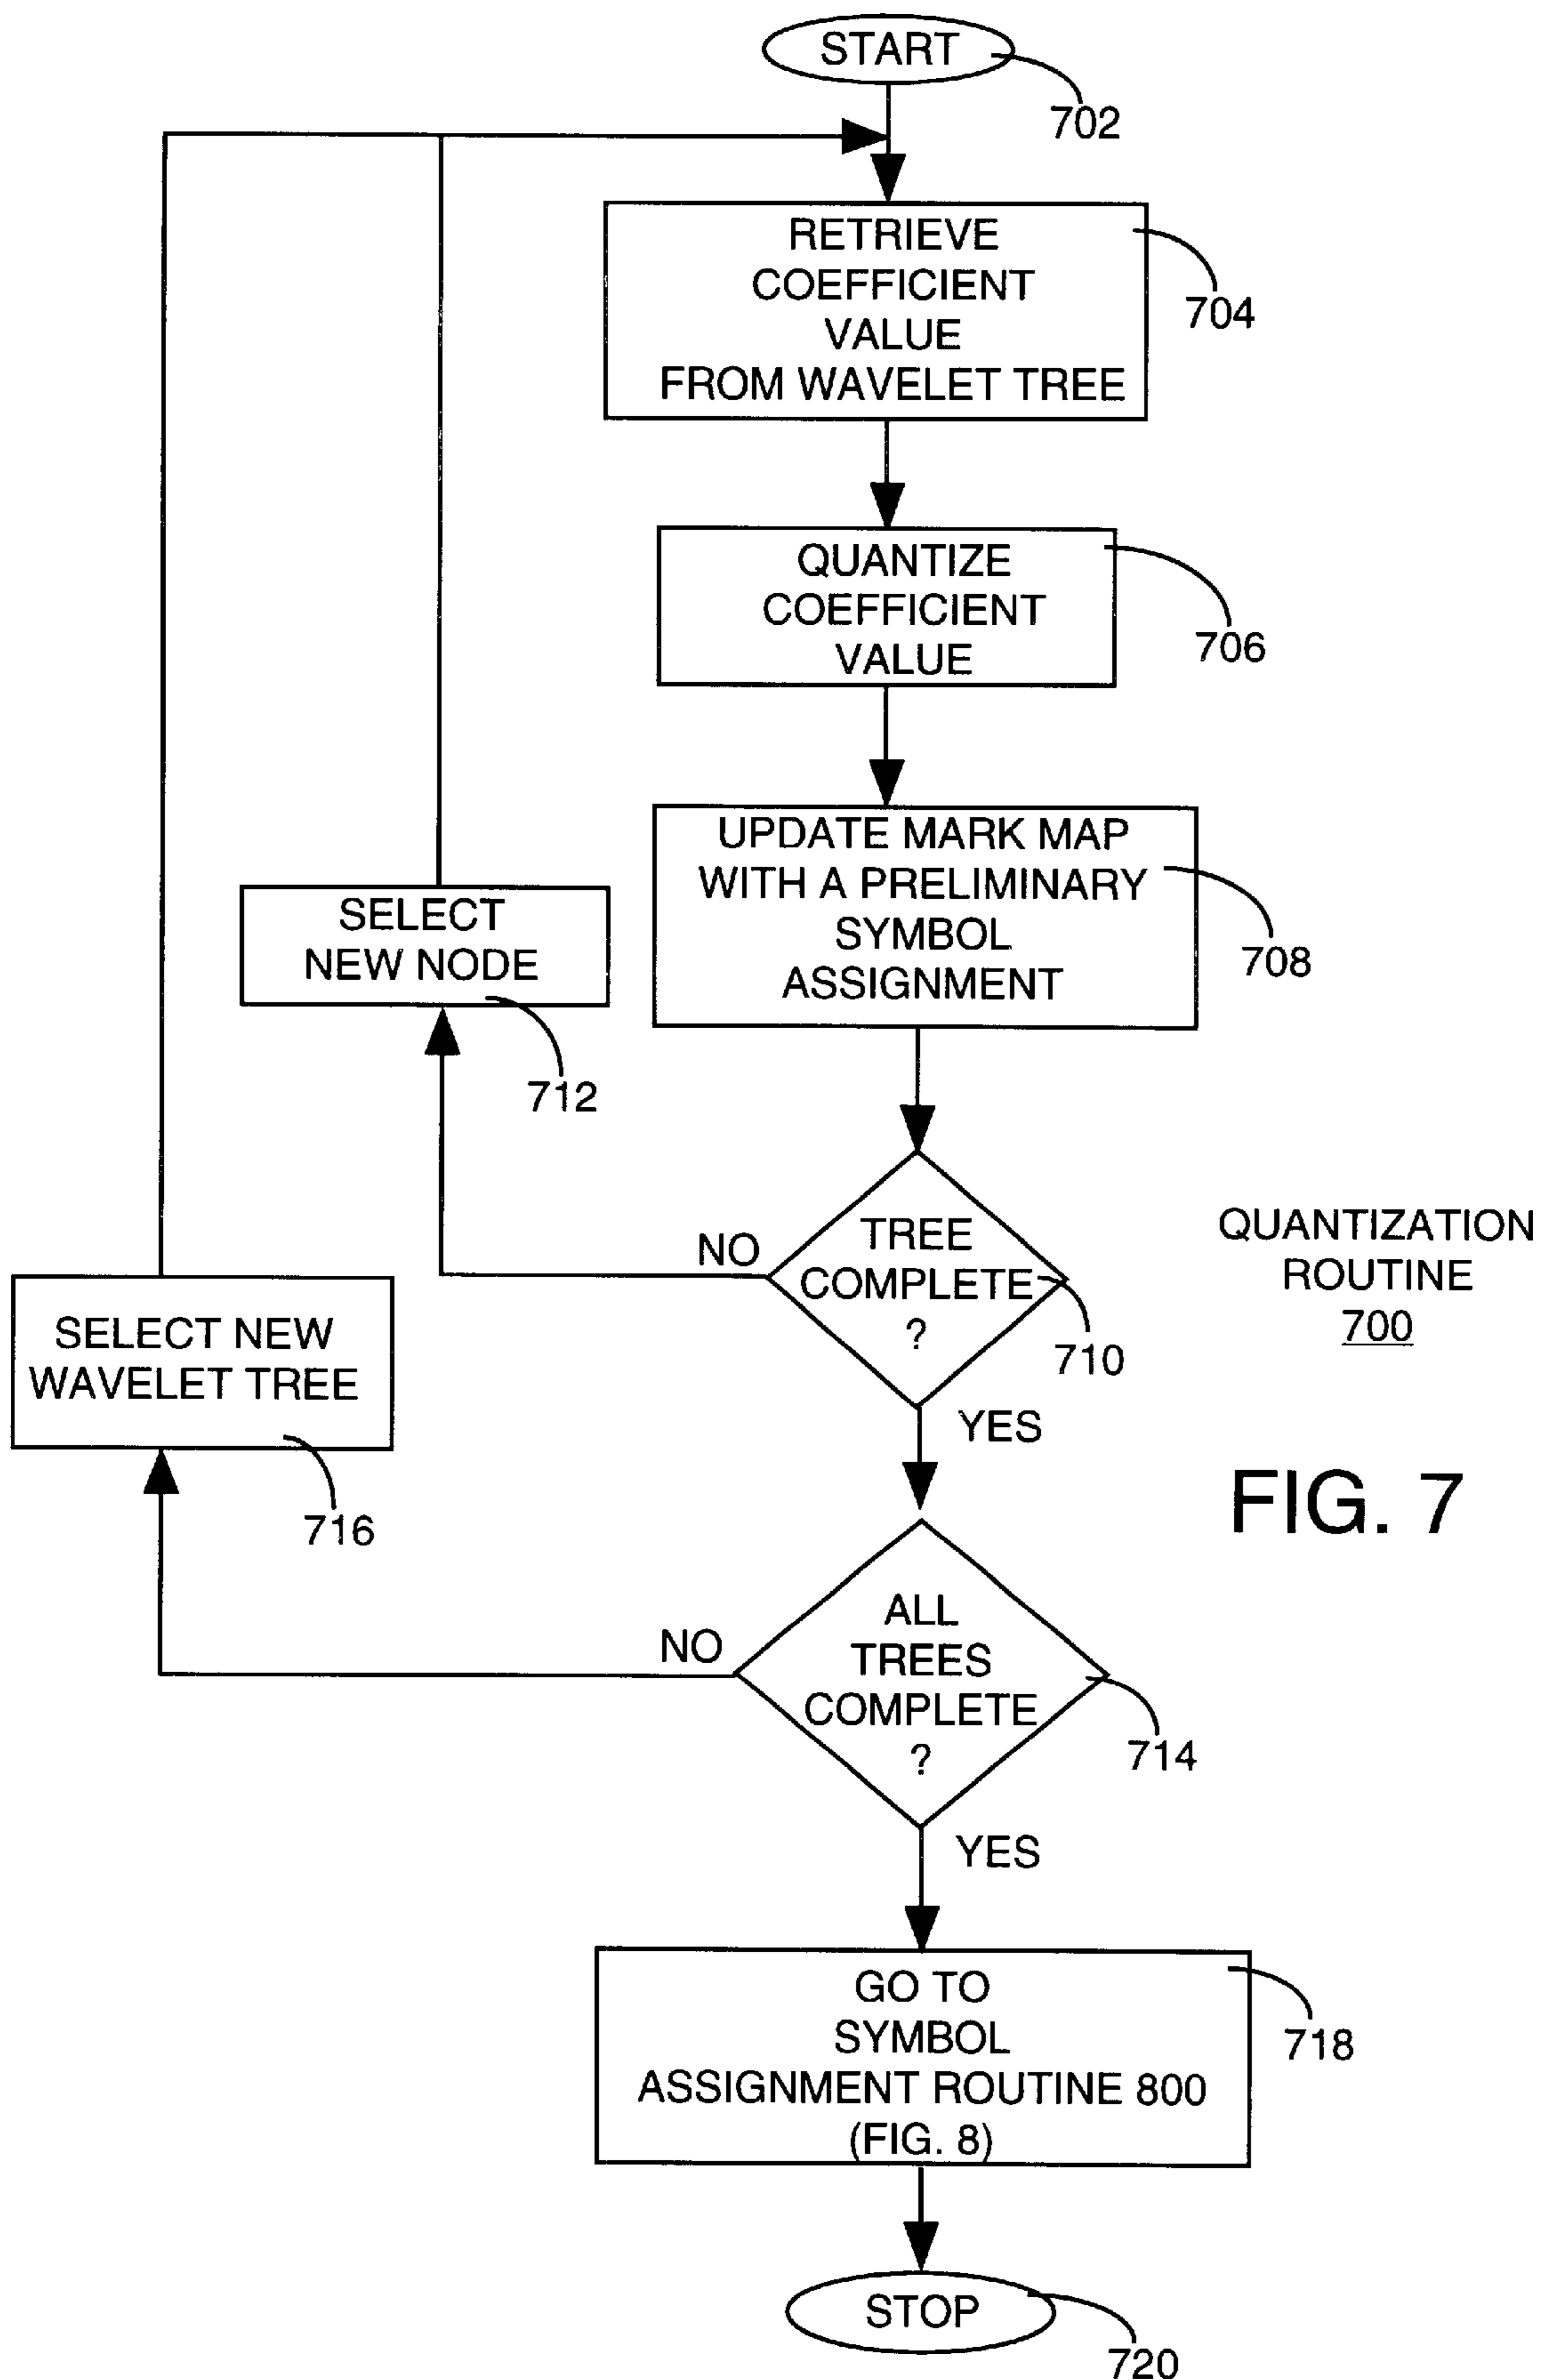 START
702
RETRIEVE
COEFFICIENT
VALUE
FROM WAVELET TREE
704
QUANTIZE
COEFFICIENT
VALUE
706
UPDATE MARK MAP
WITH A PRELIMINARY
SYMBOL
ASSIGNMENT
708
SELECT
NEW NODE
712
NO
TREE
COMPLETE
?
710
YES
QUANTIZATION
ROUTINE
700
SELECT NEW
WAVELET TREE
716
FIG. 7
NO
ALL
TREES
COMPLETE
?
714
YES
GO TO
SYMBOL
ASSIGNMENT ROUTINE 800
(FIG. 8)
718
STOP
720